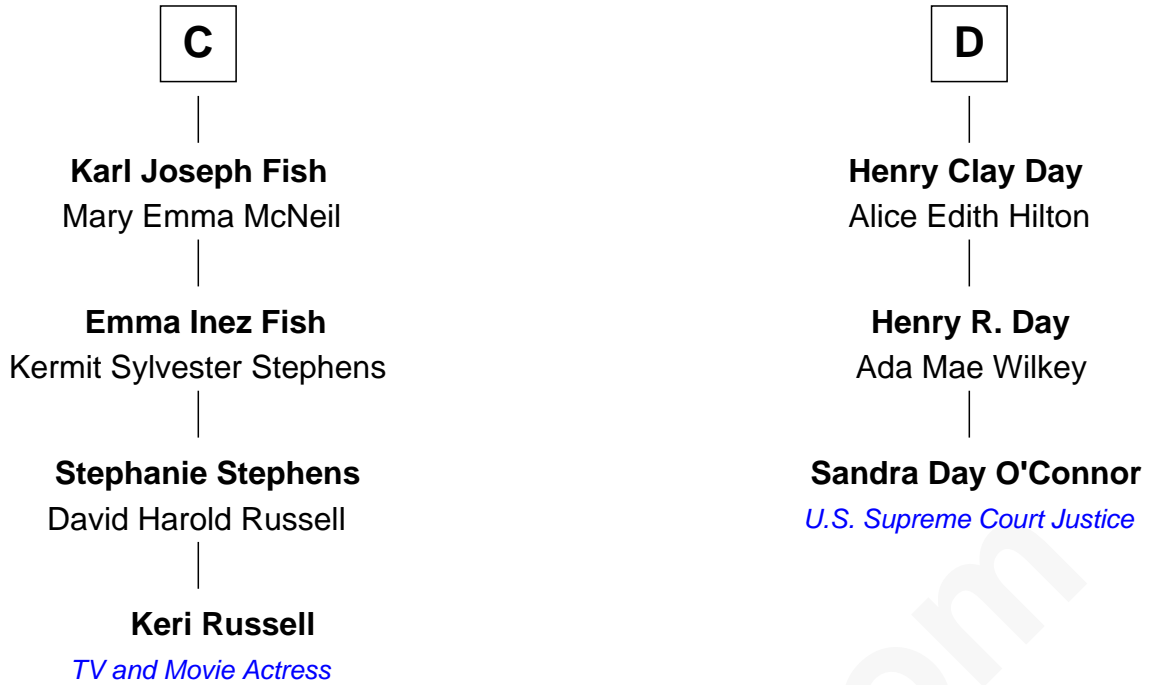 C
Karl Joseph Fish
Mary Emma McNeil
Emma Inez Fish
Kermit Sylvester Stephens
Stephanie Stephens
David Harold Russell
Keri Russell
TV and Movie Actress
D
Henry Clay Day
Alice Edith Hilton
Henry R. Day
Ada Mae Wilkey
Sandra Day O'Connor
U.S. Supreme Court Justice
om